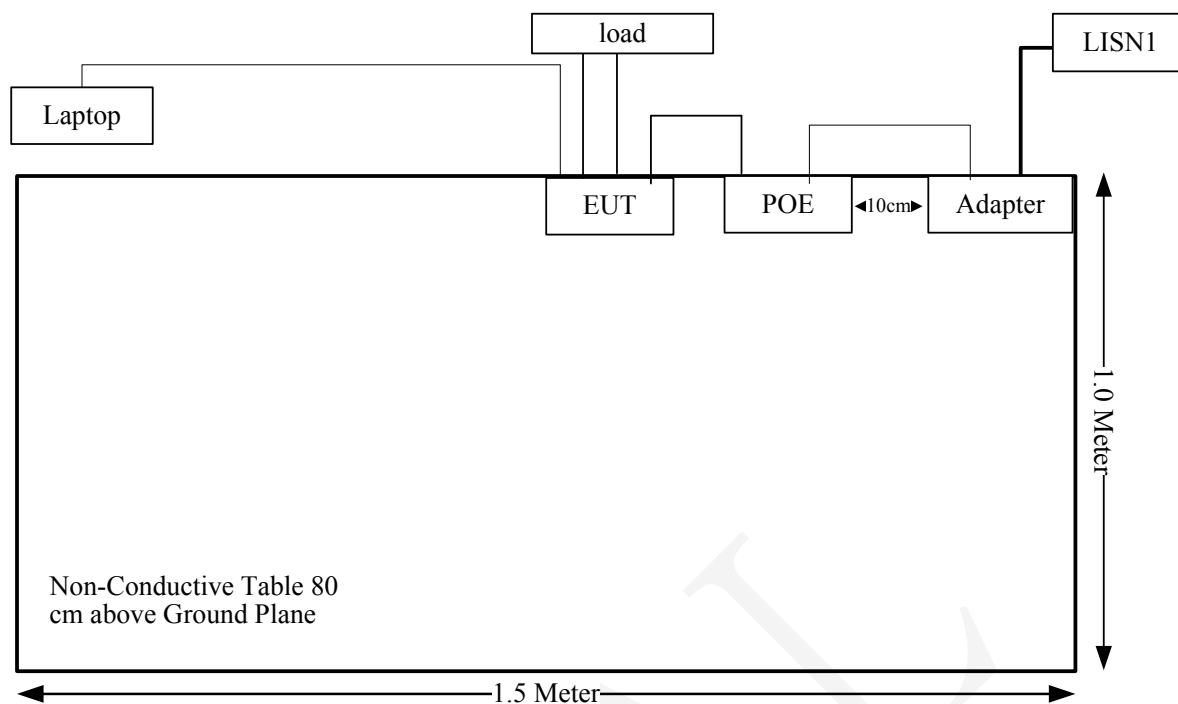 load
LISN1
Laptop
EUT
POE
10cm
Adapter
1.0 Meter
Non-Conductive Table 80
cm above Ground Plane
1.5 Meter